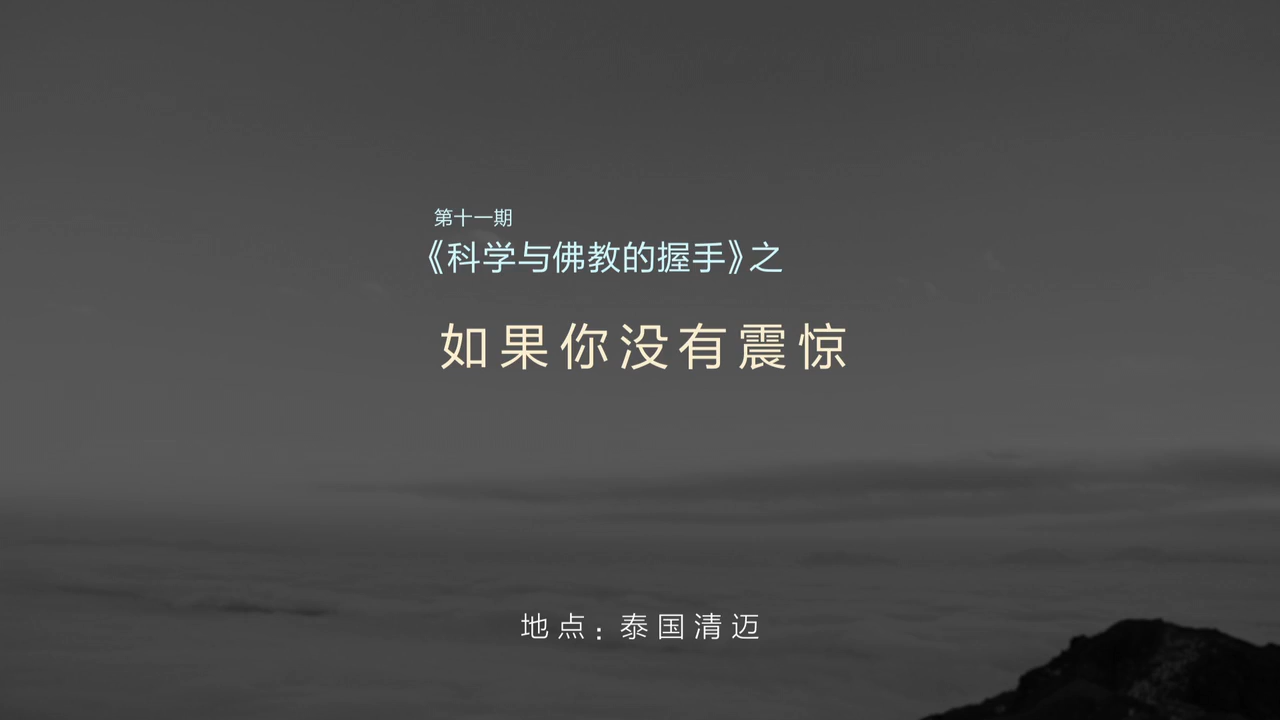 第十一期
《科学与佛教的握手》之
如果你没有震惊
地点：泰国清迈